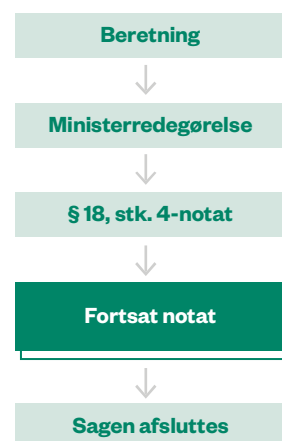 Beretning
Ministerredegørelse
§ 18, stk. 4-notat
Fortsat notat
Sagen afsluttes